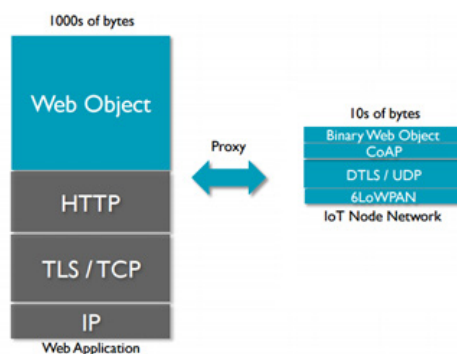 1000s of bytes
Web Object
HTTP
TLS / TCP
IP
Web Application
Proxy
10s of bytes
Binary Web Object
CoAP
DTLS / UDP
6LoWPAN
IoT Node Network